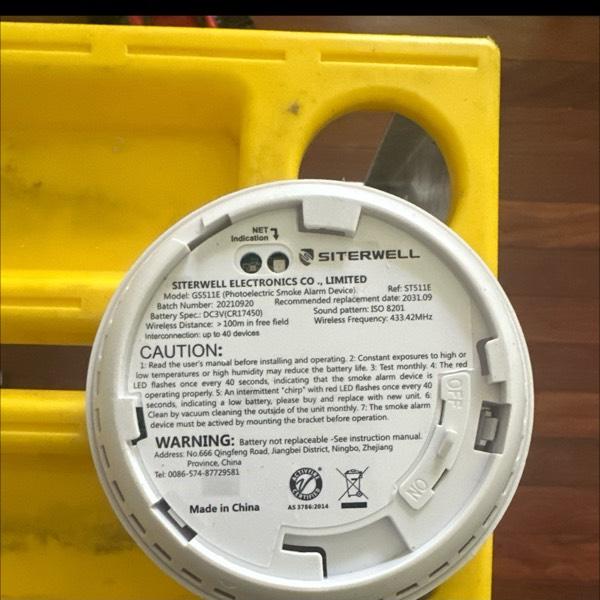 NET
Indication
SITERWELL
SITERWELL ELECTRONICS CO ., LIMITED
Model: GS511E (Photoelectric Smoke Alarm Device) Ref: ST511E
Batch Number: 20210920 Recommended replacement date: 2031.09
Battery Spec.: DC3V(CR17450) Sound pattern: ISO 8201
Wireless Distance: >100m in free field Wireless Frequency: 433.42MHz
Interconnection: up to 40 devices
CAUTION:
1: Read the user's manual before installing and operating. 2: Constant exposures to high or
low temperatures or high humidity may reduce the battery life. 3: Test monthly. 4: The red
LED flashes once every 40 seconds, indicating that the smoke alarm device is
operating properly. 5: An intermittent "chirp" with red LED flashes once every 40
seconds, indicating a low battery, please buy and replace with new unit. 6:
Clean by vacuum cleaning the outside of the unit monthly. 7: The smoke alarm
device must be actived by mounting the bracket before operation.
OFF
ON
WARNING: Battery not replaceable -See instruction manual.
Address: No.666 Qingfeng Road, Jiangbei District, Ningbo, Zhejiang
Province, China
Tel: 0086-574-87729581
ACTIVFIRE
CERTIFIED
Made in China
AS 3786:2014